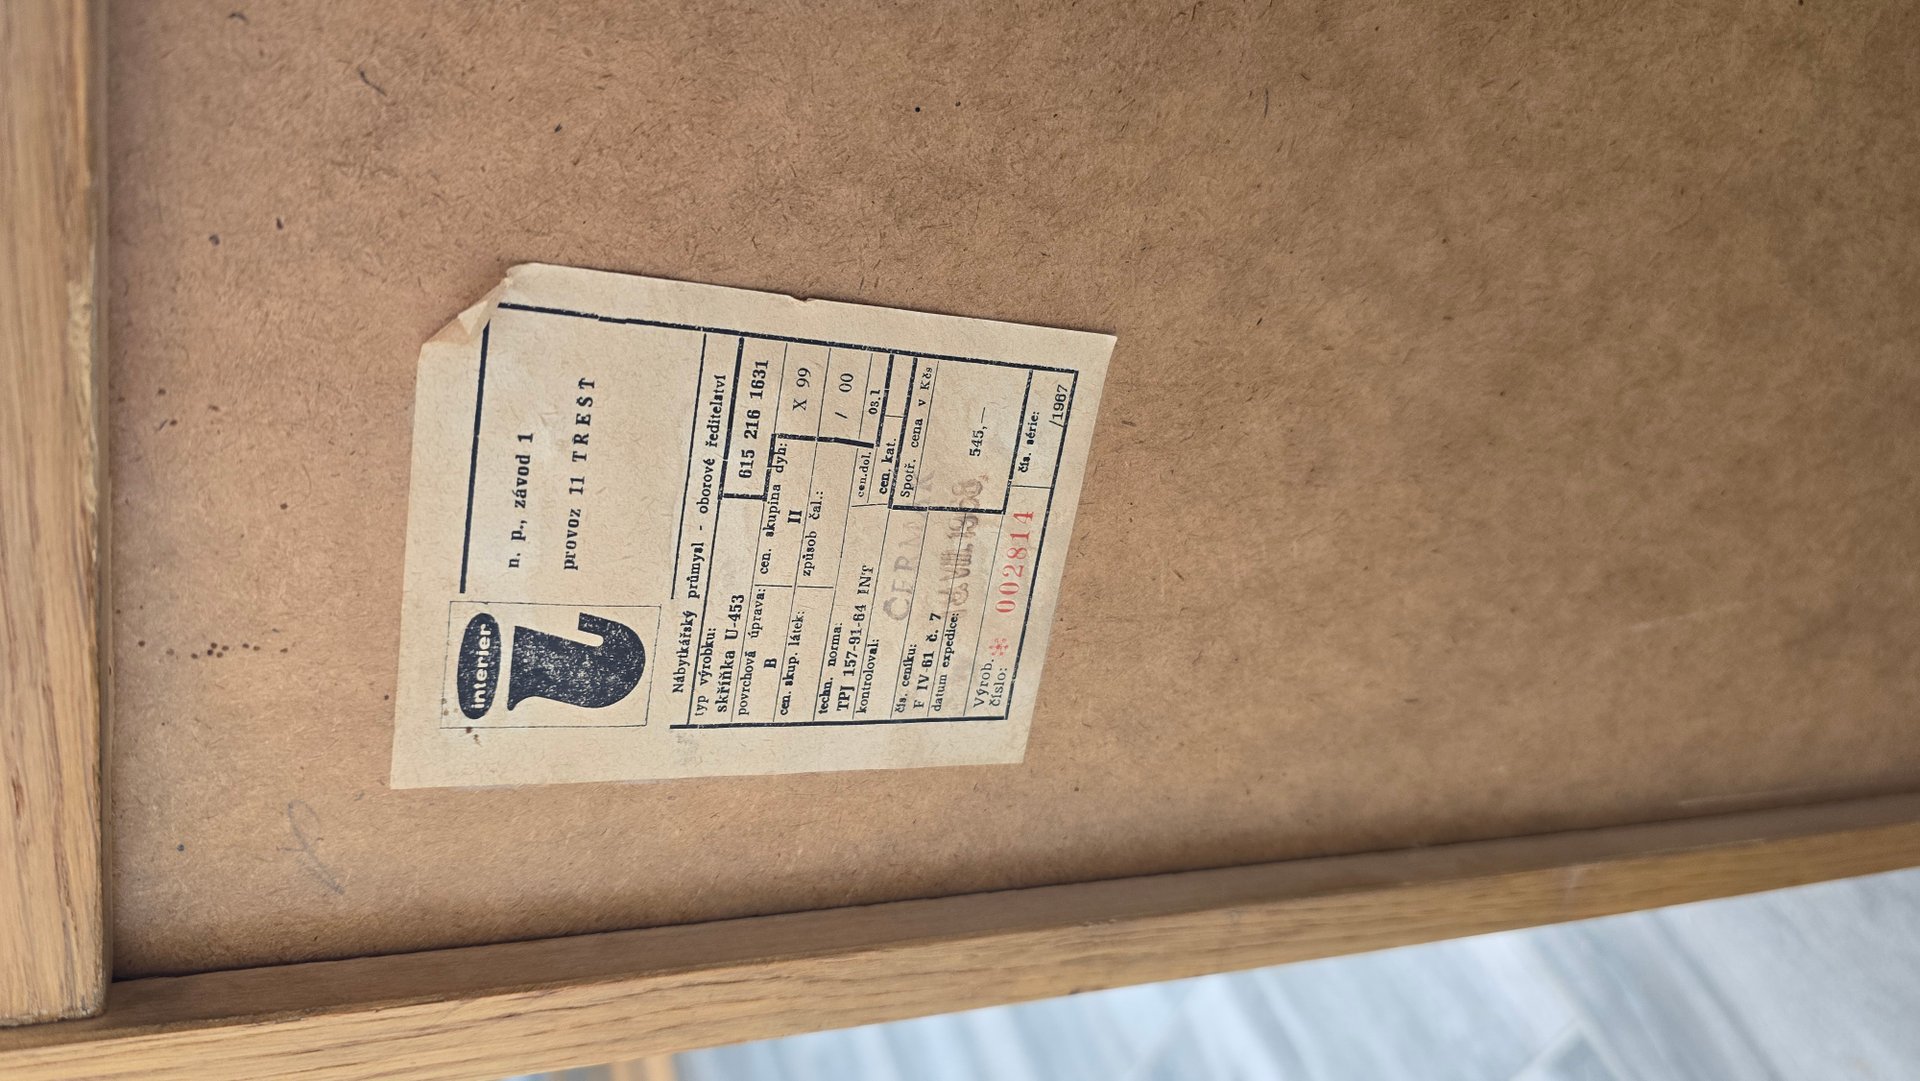 interier
n. p., závod 1
provoz 11 TŘEŠŤ
Nábytkářský průmysl - oborové ředitelství
typ výrobku:
skříňka U-453
615 216 1631
povrchová úprava:
B
cen. skupina dyh:
II
X 99
cen. skup. látek:
způsob čal.:
/ 00
techn. norma:
TPJ 157-91-64 INT
cen.dol.
03.1
kontroloval:
cen. kat.
čís. ceníku:
F IV-61 č. 7
Spotř. cena v Kčs
545,—
datum expedice:
VIII. 1968
Výrob. číslo:
002814
čís. série:
/1967